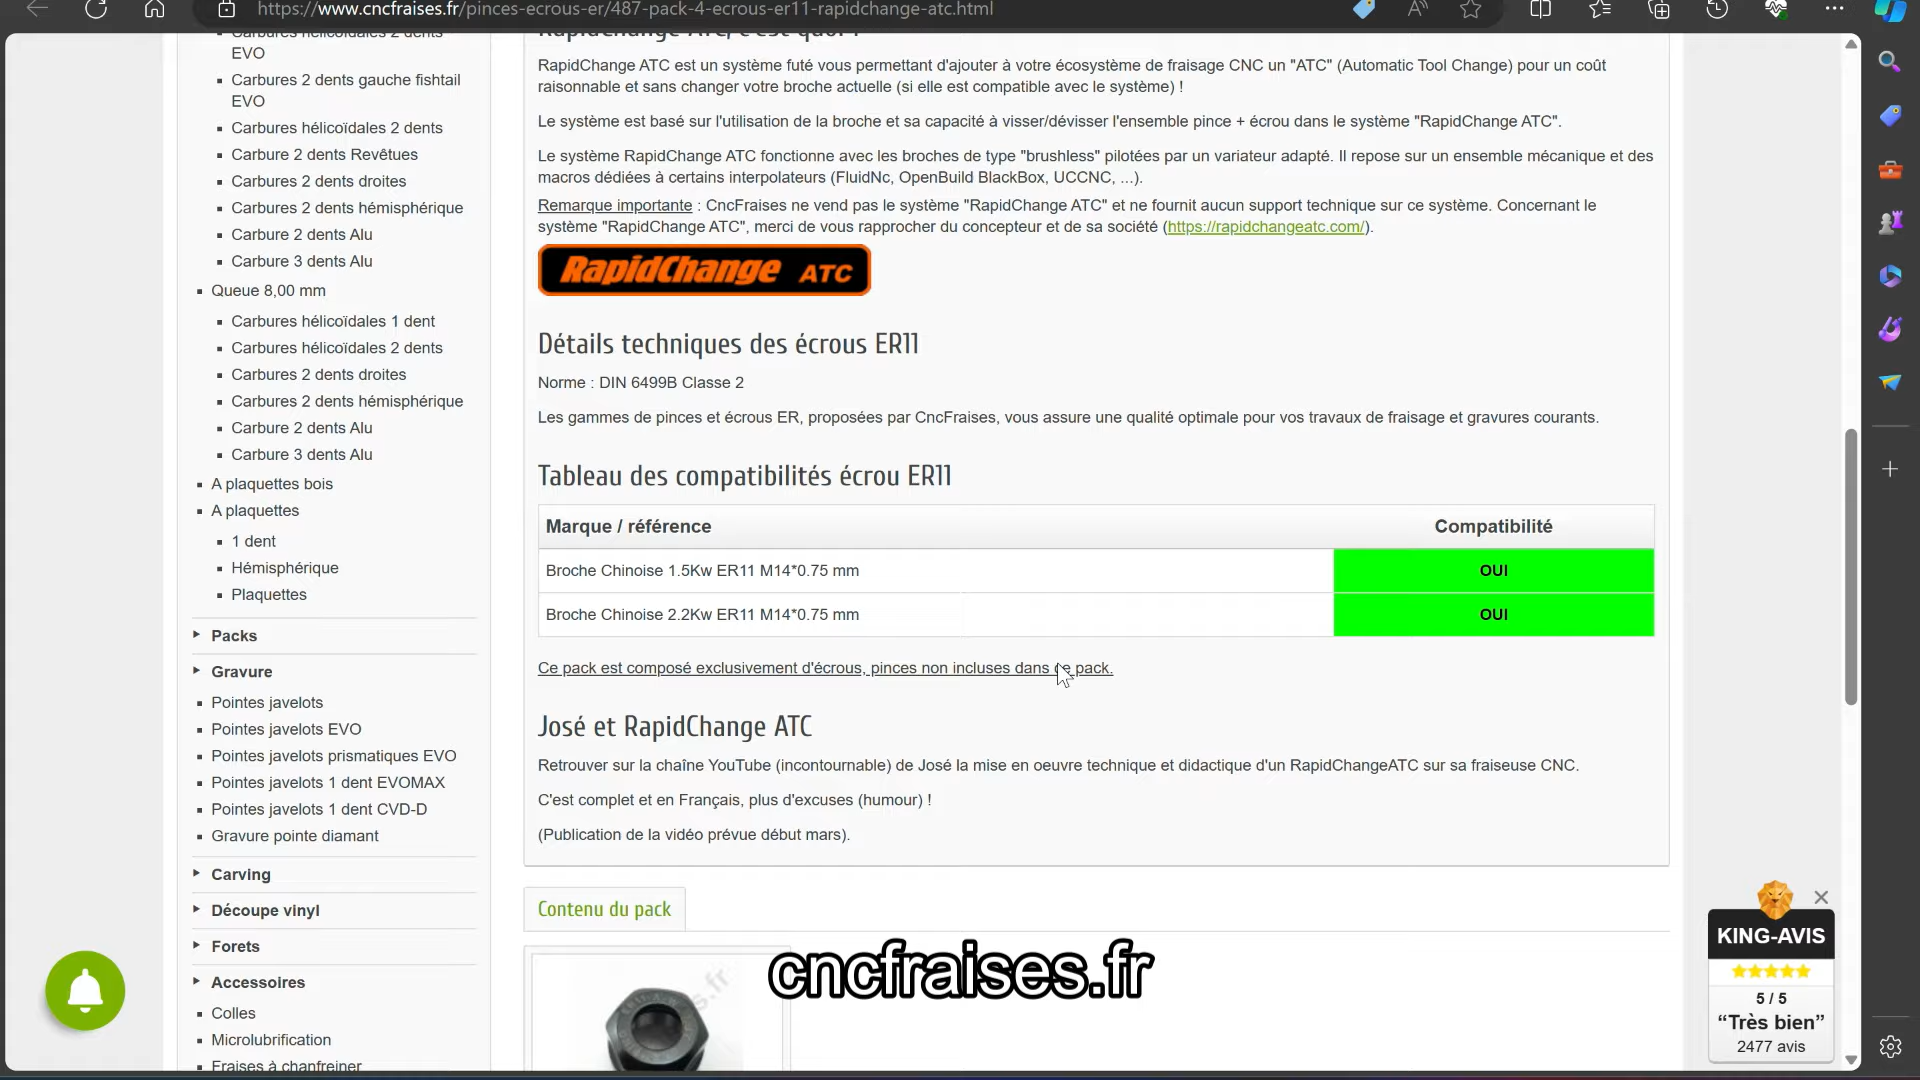 https://www.cncfraises.fr/pinces-ecrous-er/487-pack-4-ecrous-er11-rapidchange-atc.html
Carbures hélicoïdales 2 dents
EVO
Carbures 2 dents gauche fishtail
EVO
Carbures hélicoïdales 2 dents
Carbure 2 dents Revêtues
Carbures 2 dents droites
Carbures 2 dents hémisphérique
Carbure 2 dents Alu
Carbure 3 dents Alu
Queue 8,00 mm
Carbures hélicoïdales 1 dent
Carbures hélicoïdales 2 dents
Carbures 2 dents droites
Carbures 2 dents hémisphérique
Carbure 2 dents Alu
Carbure 3 dents Alu
A plaquettes bois
A plaquettes
1 dent
Hémisphérique
Plaquettes
Packs
Gravure
Pointes javelots
Pointes javelots EVO
Pointes javelots prismatiques EVO
Pointes javelots 1 dent EVOMAX
Pointes javelots 1 dent CVD-D
Gravure pointe diamant
Carving
Découpe vinyl
Forets
Accessoires
Colles
Microlubrification
Fraises à chanfreiner
RapidChange ATC, c'est quoi ?
RapidChange ATC est un système futé vous permettant d'ajouter à votre écosystème de fraisage CNC un "ATC" (Automatic Tool Change) pour un coût
raisonnable et sans changer votre broche actuelle (si elle est compatible avec le système) !
Le système est basé sur l'utilisation de la broche et sa capacité à visser/dévisser l'ensemble pince + écrou dans le système "RapidChange ATC".
Le système RapidChange ATC fonctionne avec les broches de type "brushless" pilotées par un variateur adapté. Il repose sur un ensemble mécanique et des
macros dédiées à certains interpolateurs (FluidNc, OpenBuild BlackBox, UCCNC, ...).
Remarque importante : CncFraises ne vend pas le système "RapidChange ATC" et ne fournit aucun support technique sur ce système. Concernant le
système "RapidChange ATC", merci de vous rapprocher du concepteur et de sa société (https://rapidchangeatc.com/).
RapidChange ATC
Détails techniques des écrous ER11
Norme : DIN 6499B Classe 2
Les gammes de pinces et écrous ER, proposées par CncFraises, vous assure une qualité optimale pour vos travaux de fraisage et gravures courants.
Tableau des compatibilités écrou ER11
Marque / référence Compatibilité
Broche Chinoise 1.5Kw ER11 M14*0.75 mm OUI
Broche Chinoise 2.2Kw ER11 M14*0.75 mm OUI
Ce pack est composé exclusivement d'écrous, pinces non incluses dans ce pack.
José et RapidChange ATC
Retrouver sur la chaîne YouTube (incontournable) de José la mise en oeuvre technique et didactique d'un RapidChangeATC sur sa fraiseuse CNC.
C'est complet et en Français, plus d'excuses (humour) !
(Publication de la vidéo prévue début mars).
Contenu du pack
cncfraises.fr
KING-AVIS
5 / 5
“Très bien”
2477 avis